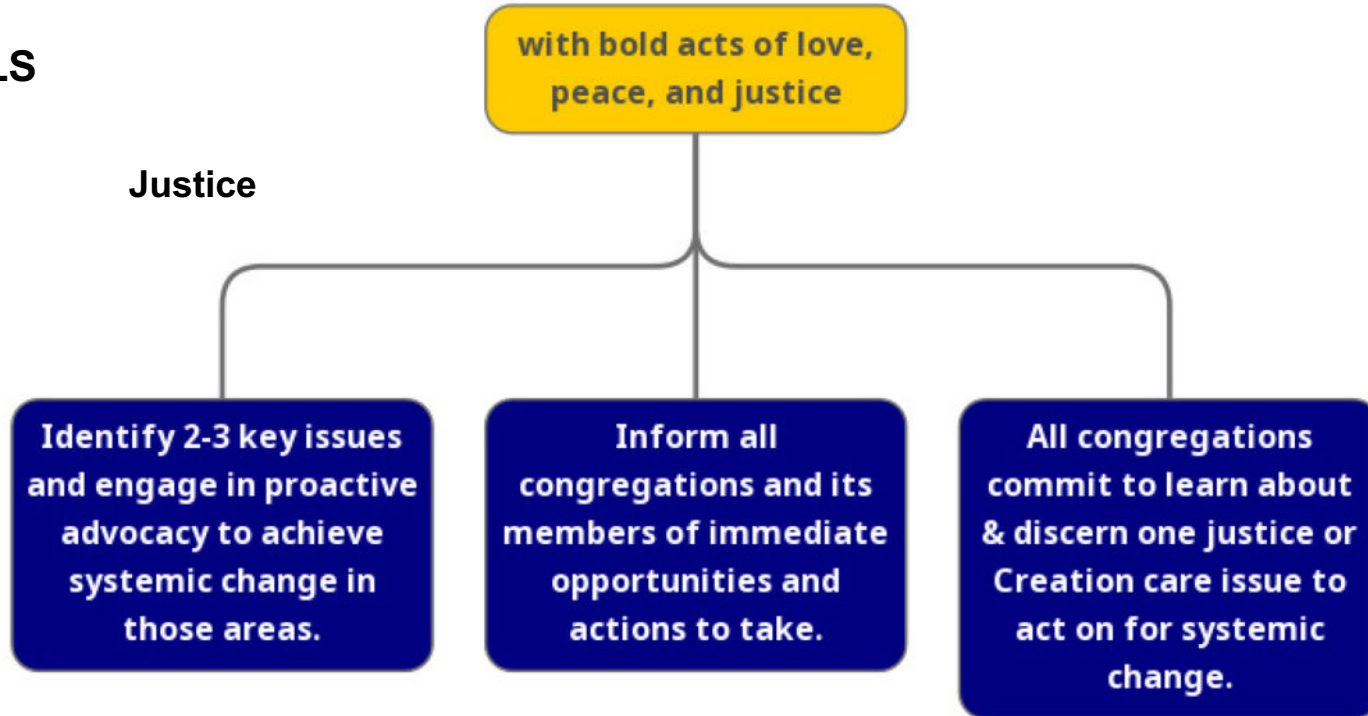 LS
with bold acts of love,
peace, and justice
Justice
Identify 2-3 key issues
and engage in proactive
advocacy to achieve
systemic change in
those areas.
Inform all
congregations and its
members of immediate
opportunities and
actions to take.
All congregations
commit to learn about
& discern one justice or
Creation care issue to
act on for systemic
change.